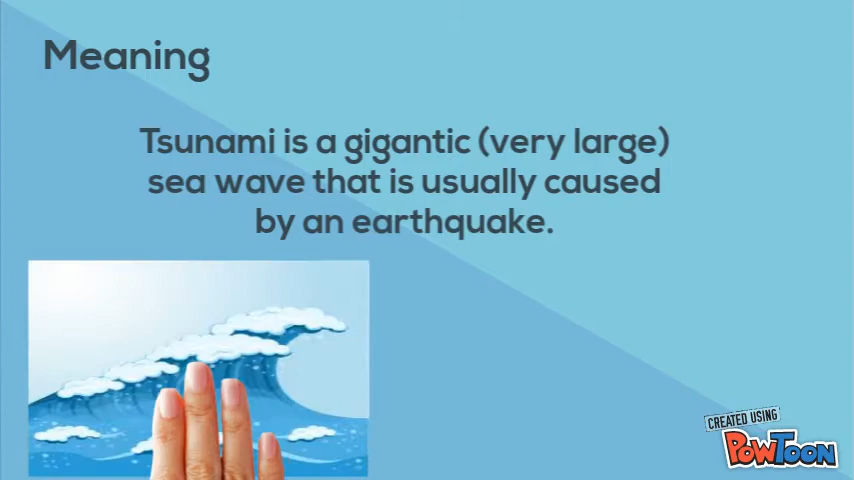 Meaning
Tsunami is a gigantic (very large)
sea wave that is usually caused
by an earthquake.
CREATED USING
POWTOON